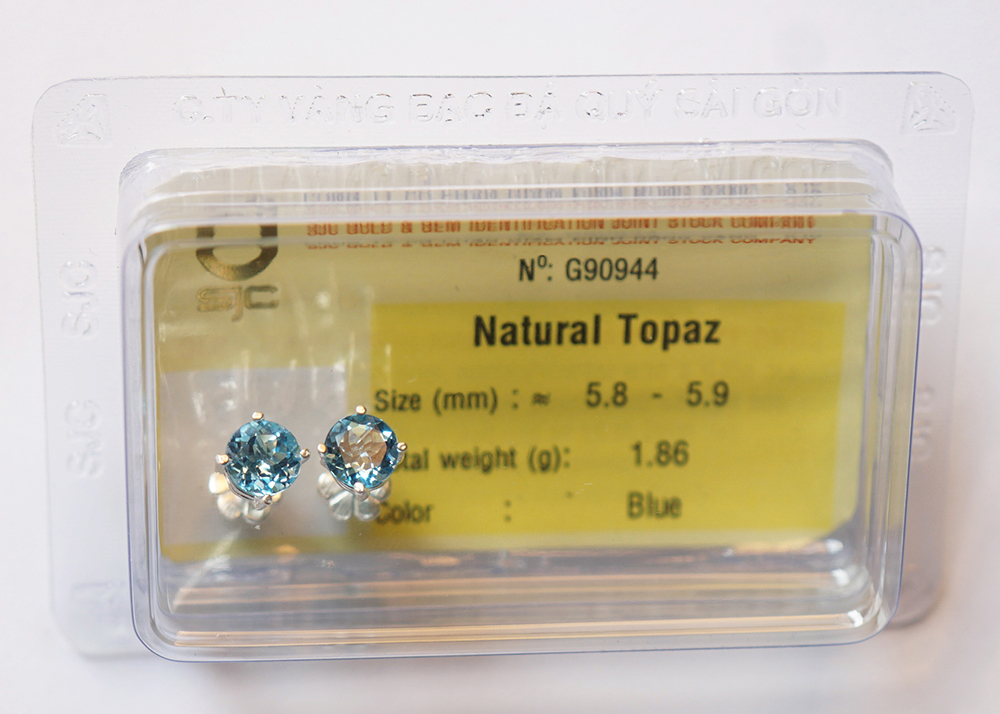 C.TY VÀNG BẠC ĐÁ QUÝ SÀI GÒN
SJC GOLD & GEM IDENTIFICATION JOINT STOCK COMPANY
sjc
Nº: G90944
Natural Topaz
Size (mm) : ≈ 5.8 - 5.9
weight (g): 1.86
Color : Blue
SJC
SJC
SJC
SJC